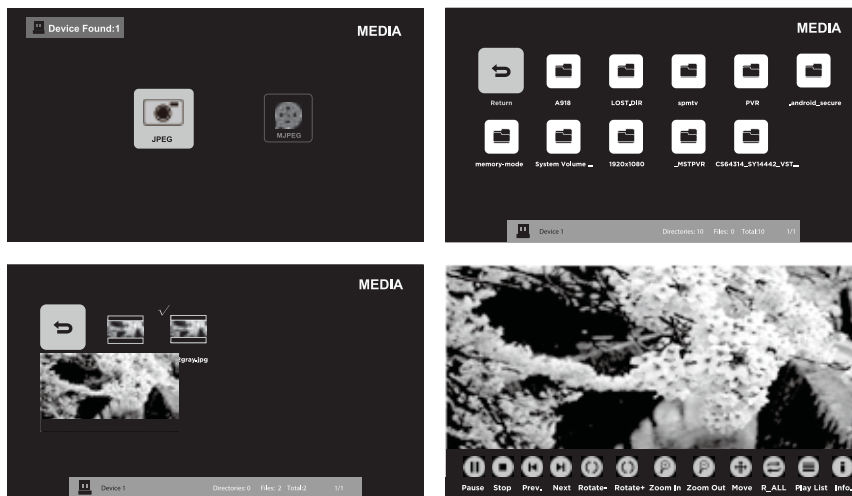 Device Found:1
MEDIA
JPEG
MJPEG
MEDIA
Return A918 LOST.DIR spmtv PVR .android_secure
memory-mode System Volume _ 1920x1080 _MSTPVR CS64314_SY14442_VST_
Device 1 Directories: 10 Files: 0 Total:10 1/1
MEDIA
gray.jpg
Device 1 Directories: 0 Files: 2 Total:2 1/1
Pause Stop Prev. Next Rotate- Rotate+ Zoom In Zoom Out Move R_ALL Play List Info.